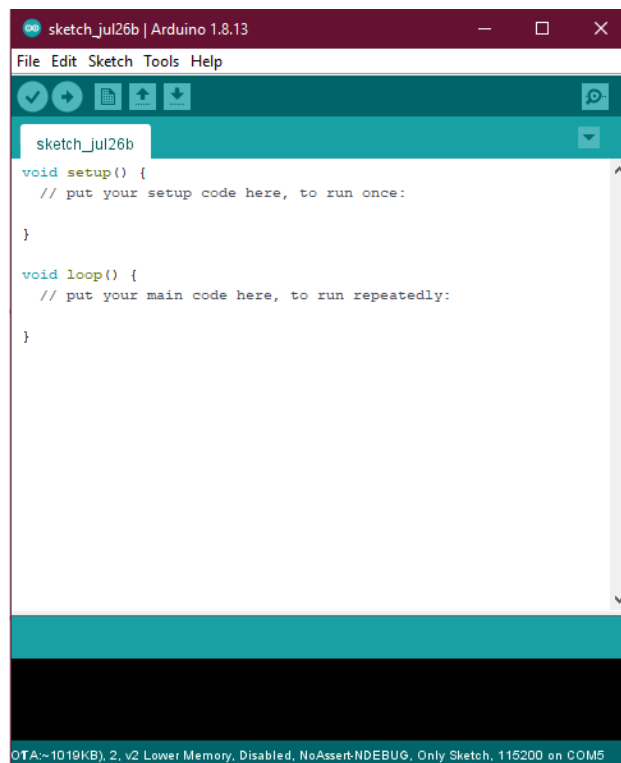 sketch_jul26b | Arduino 1.8.13
File Edit Sketch Tools Help
sketch_jul26b
void setup() {
  // put your setup code here, to run once:
}
void loop() {
  // put your main code here, to run repeatedly:
}
OTA:~1019KB), 2, v2 Lower Memory, Disabled, NoAssert-NDEBUG, Only Sketch, 115200 on COM5